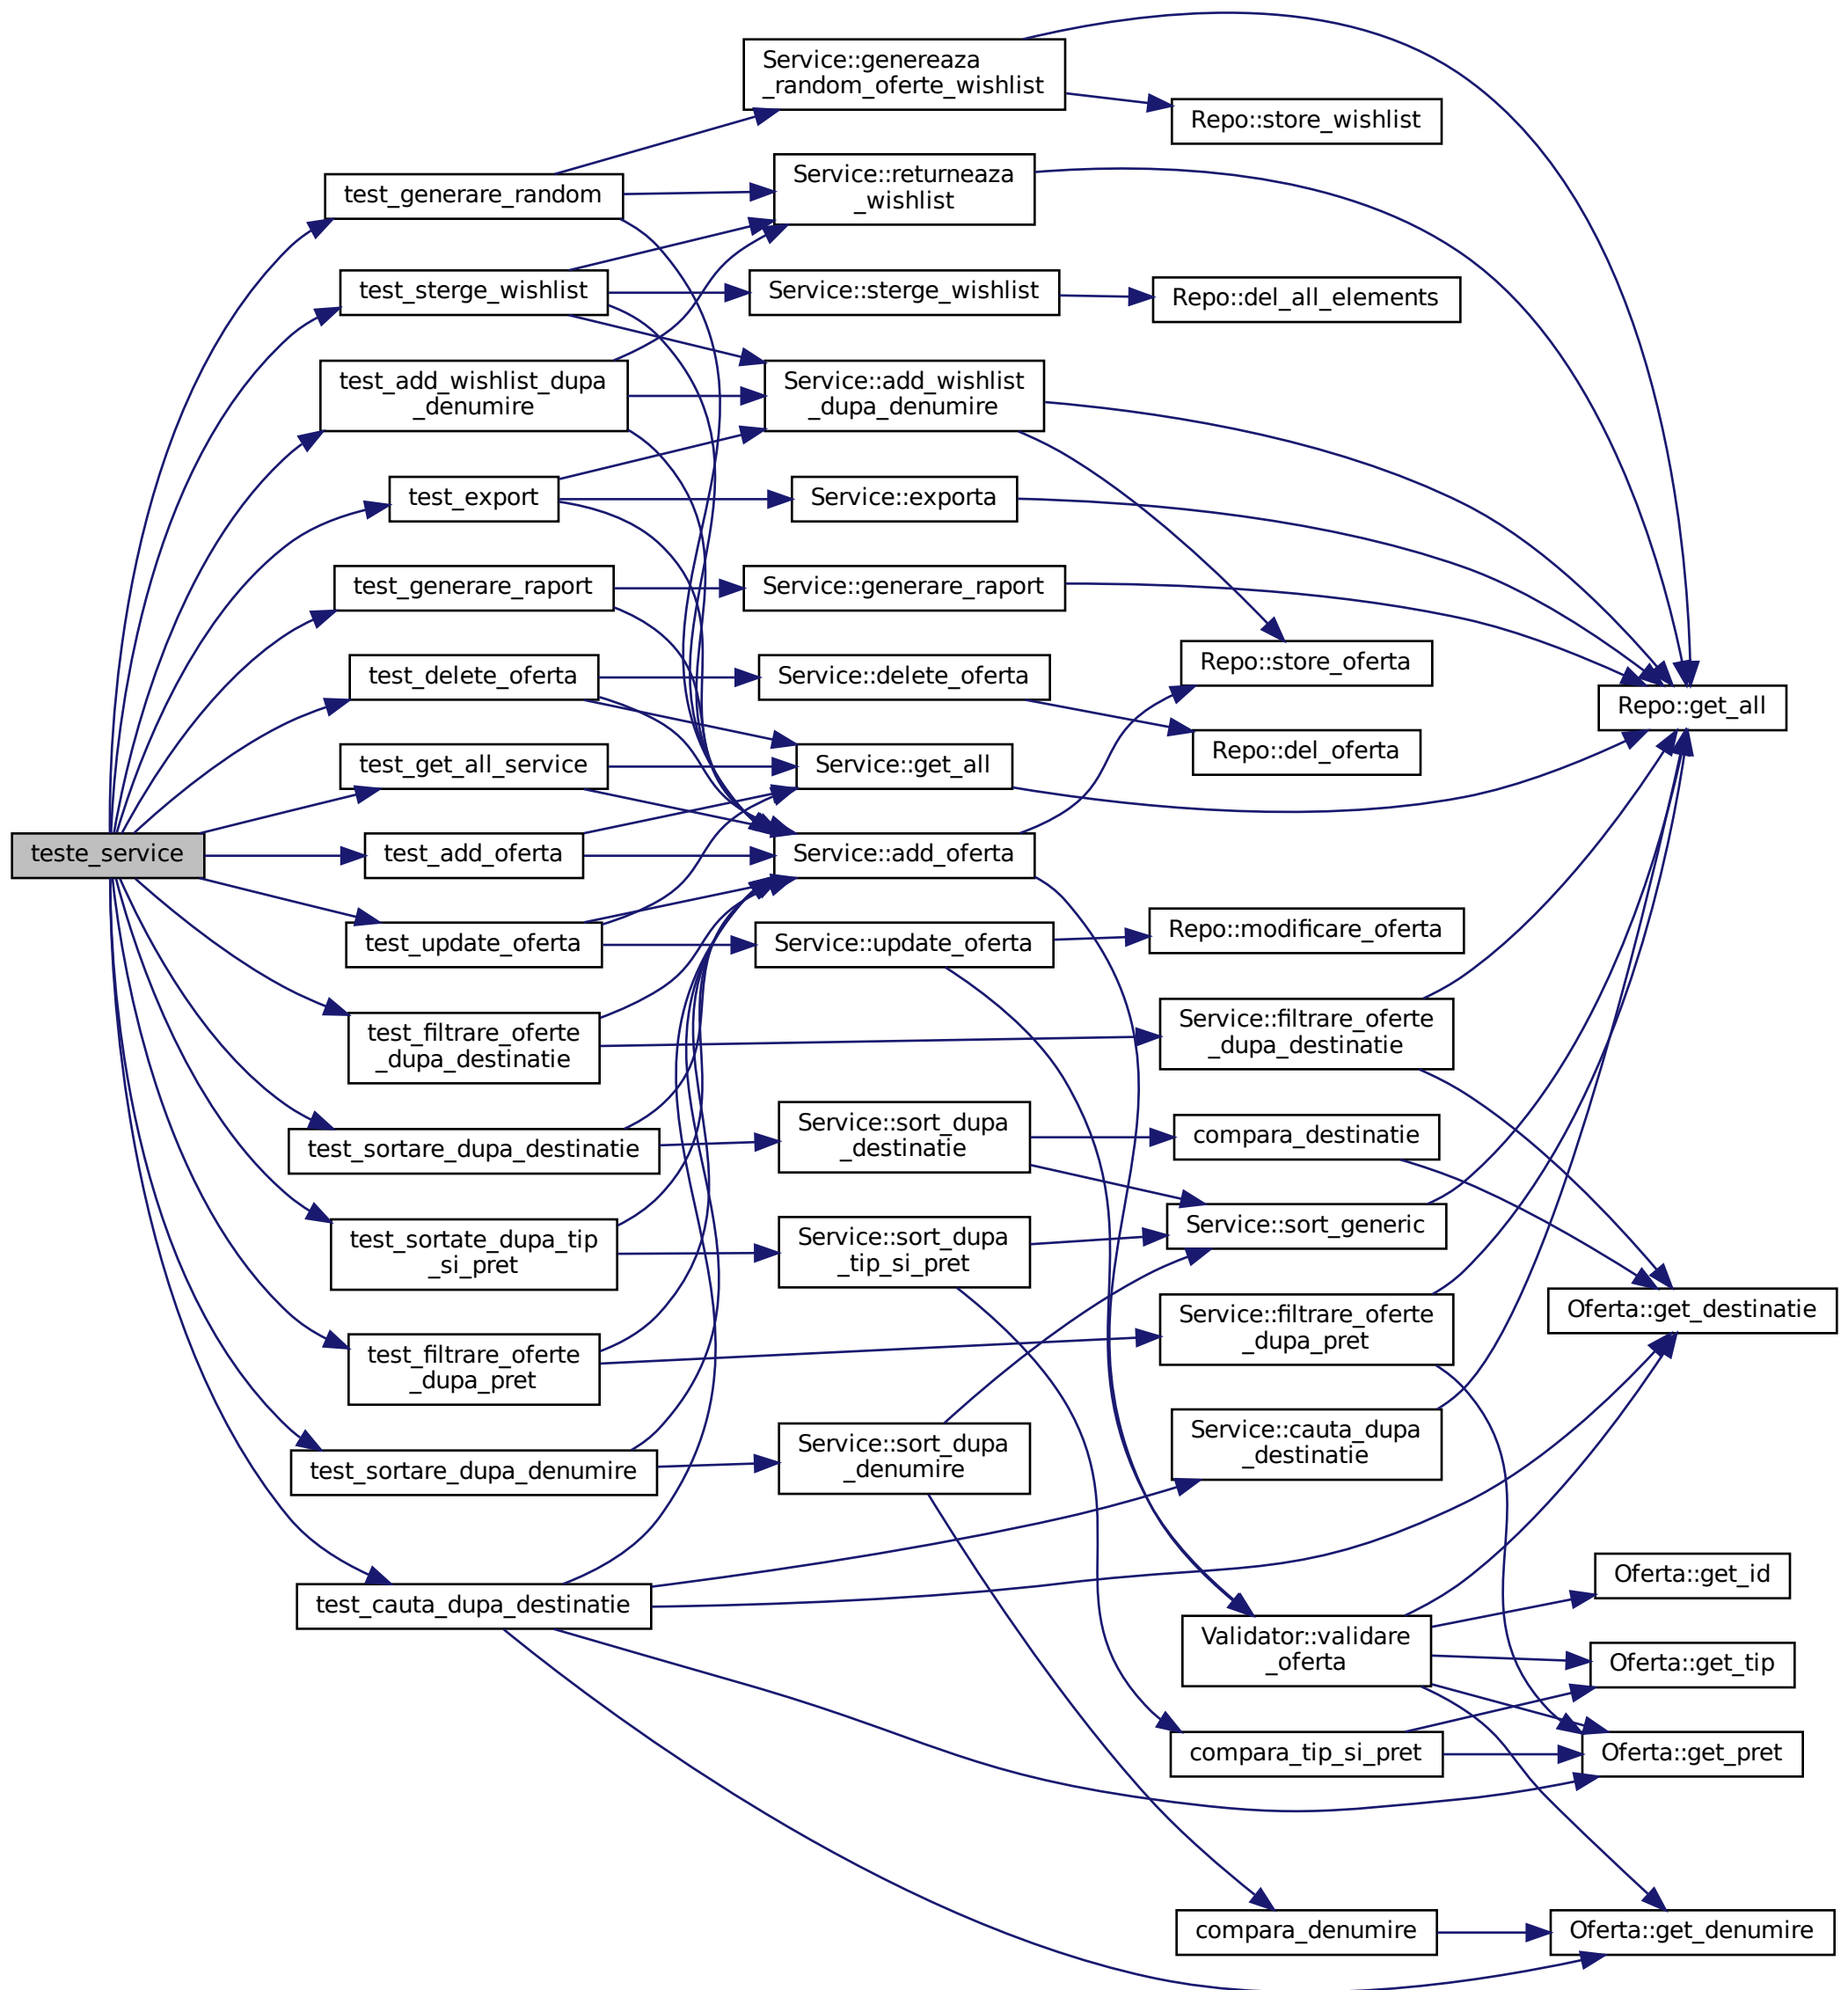 teste_service
test_generare_random
test_sterge_wishlist
test_add_wishlist_dupa
_denumire
test_export
test_generare_raport
test_delete_oferta
test_get_all_service
test_add_oferta
test_update_oferta
test_filtrare_oferte
_dupa_destinatie
test_sortare_dupa_destinatie
test_sortate_dupa_tip
_si_pret
test_filtrare_oferte
_dupa_pret
test_sortare_dupa_denumire
test_cauta_dupa_destinatie
Service::genereaza
_random_oferte_wishlist
Service::returneaza
_wishlist
Service::sterge_wishlist
Service::add_wishlist
_dupa_denumire
Service::exporta
Service::generare_raport
Service::delete_oferta
Service::get_all
Service::add_oferta
Service::update_oferta
Service::sort_dupa
_destinatie
Service::sort_dupa
_tip_si_pret
Service::sort_dupa
_denumire
Repo::store_wishlist
Repo::del_all_elements
Repo::store_oferta
Repo::del_oferta
Repo::modificare_oferta
Service::filtrare_oferte
_dupa_destinatie
compara_destinatie
Service::sort_generic
Service::filtrare_oferte
_dupa_pret
Service::cauta_dupa
_destinatie
Validator::validare
_oferta
compara_tip_si_pret
compara_denumire
Repo::get_all
Oferta::get_destinatie
Oferta::get_id
Oferta::get_tip
Oferta::get_pret
Oferta::get_denumire